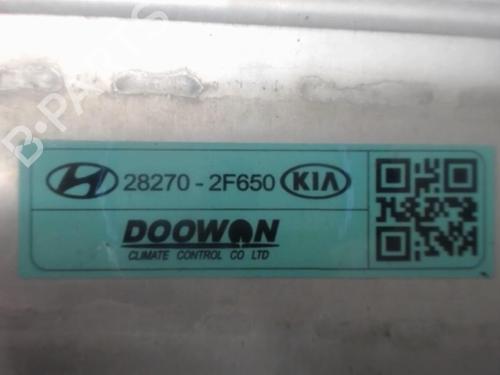 28270 - 2F650 KIA
DOOWON
CLIMATE CONTROL CO LTD
B-PARTS